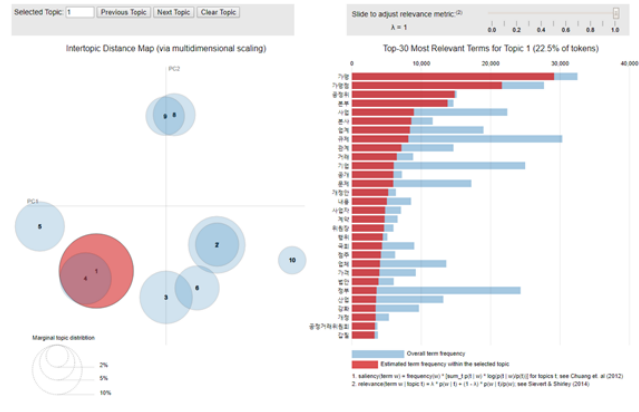 Selected Topic: 1 Previous Topic Next Topic Clear Topic
Slide to adjust relevance metric:(2)
λ = 1
0.0 0.2 0.4 0.6 0.8 1.0
Intertopic Distance Map (via multidimensional scaling)
PC2
PC1
9
8
5
2
10
1
4
6
3
Marginal topic distribtion
2%
5%
10%
Top-30 Most Relevant Terms for Topic 1 (22.5% of tokens)
0 10,000 20,000 30,000 40,000
가맹
가맹점
공정위
본부
사업
본사
업계
규제
관계
거래
기업
공개
문제
개정안
내용
사업자
계약
위원장
행위
국회
점주
업체
가격
법안
정부
산업
강화
개정
공정거래위원회
갑질
Overall term frequency
Estimated term frequency within the selected topic
1. saliency(term w) = frequency(w) * [sum_t p(t | w) * log(p(t | w)/p(t))] for topics t; see Chuang et. al (2012)
2. relevance(term w | topic t) = λ * p(w | t) + (1 - λ) * p(w | t)/p(w); see Sievert & Shirley (2014)